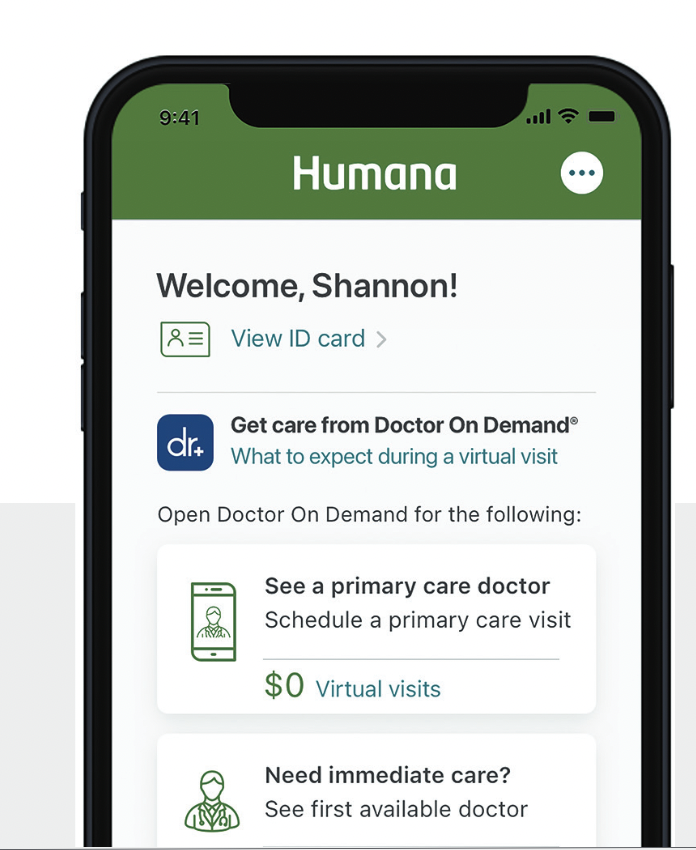 9:41
Humana
Welcome, Shannon!
View ID card
dr+
Get care from Doctor On Demand®
What to expect during a virtual visit
Open Doctor On Demand for the following:
See a primary care doctor
Schedule a primary care visit
$0 Virtual visits
Need immediate care?
See first available doctor